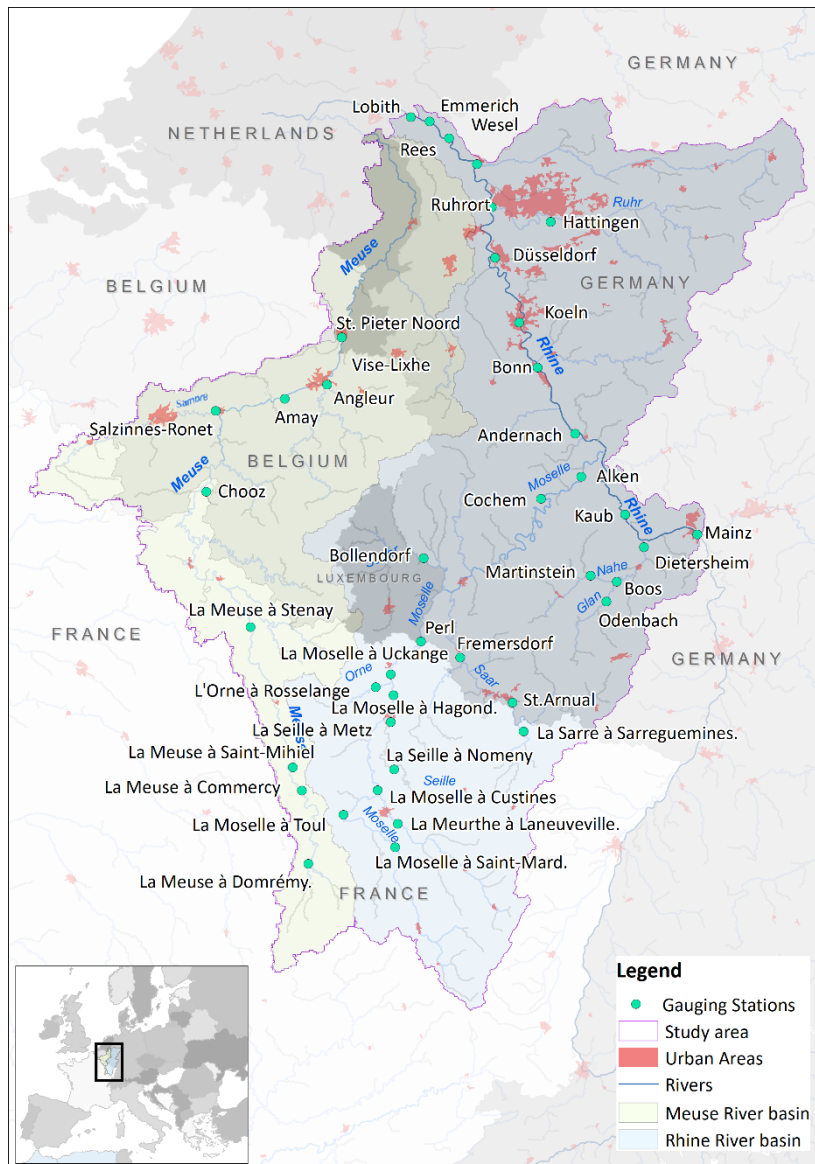 GERMANY
Lobith
Emmerich
Wesel
NETHERLANDS
Rees
Ruhrort
Ruhr
Hattingen
Meuse
Düsseldorf
GERMANY
BELGIUM
Koeln
St. Pieter Noord
Rhine
Vise-Lixhe
Bonn
Angleur
Sambre
Amay
Salzinnes-Ronet
Andernach
BELGIUM
Meuse
Moselle
Alken
Chooz
Cochem
Rhine
Kaub
Mainz
Bollendorf
Dietersheim
LUXEMBOURG
Martinstein
Nahe
Boos
Moselle
Glan
Odenbach
La Meuse à Stenay
Perl
FRANCE
Fremersdorf
La Moselle à Uckange
GERMANY
Orne
Saar
L'Orne à Rosselange
St.Arnual
La Moselle à Hagond.
Meuse
La Seille à Metz
La Sarre à Sarreguemines.
La Meuse à Saint-Mihiel
La Seille à Nomeny
Seille
La Meuse à Commercy
La Moselle à Custines
La Moselle à Toul
Moselle
La Meurthe à Laneuveville.
La Moselle à Saint-Mard.
La Meuse à Domrémy.
FRANCE
Legend
Gauging Stations
Study area
Urban Areas
Rivers
Meuse River basin
Rhine River basin